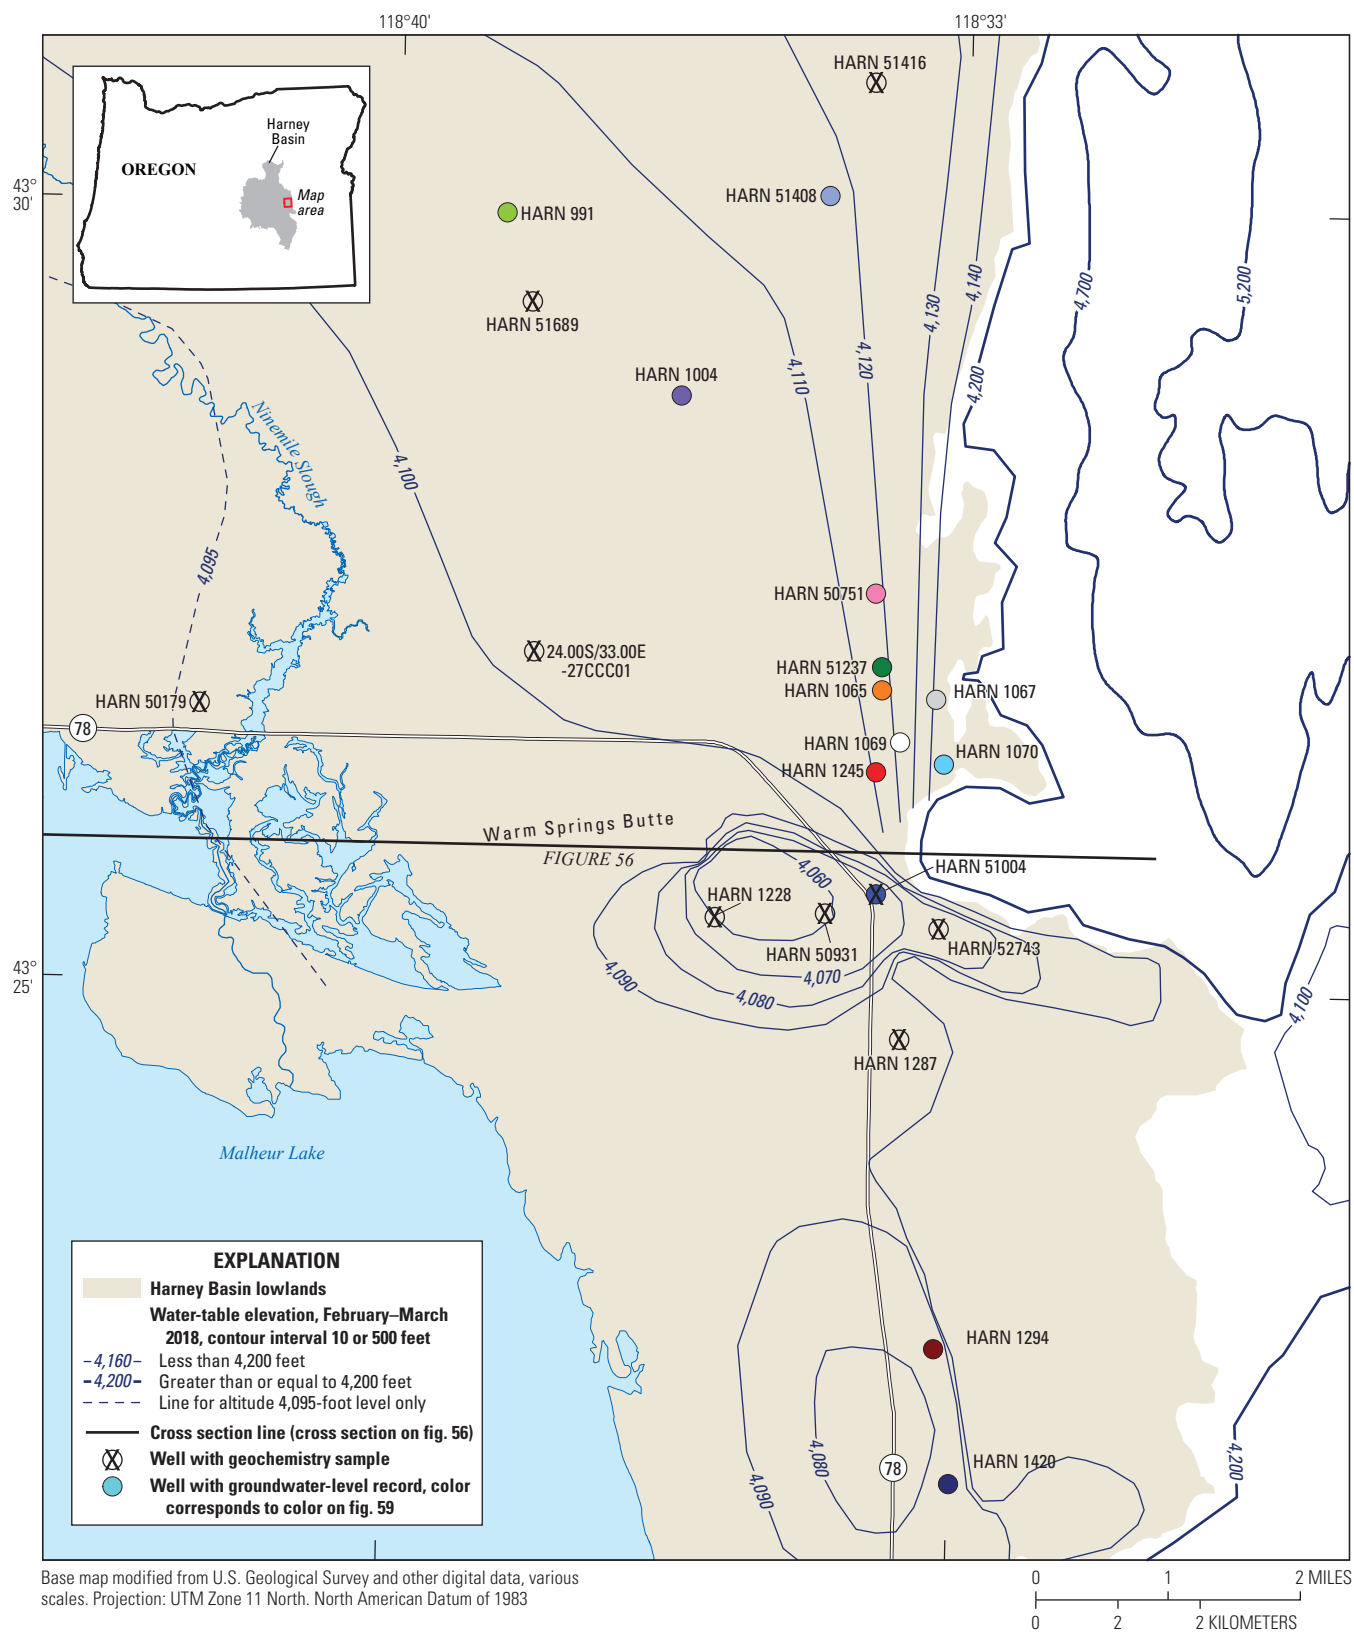 118°40'
118°33'
43°
30'
43°
25'
Harney
Basin
OREGON
Map
area
HARN 51416
HARN 51408
HARN 991
HARN 51689
HARN 1004
4,130
4,140
4,700
5,200
4,110
4,120
4,200
Ninemile Slough
4,100
4,095
HARN 50751
24.00S/33.00E
-27CCC01
HARN 51237
HARN 1065
HARN 1067
HARN 50179
78
HARN 1069
HARN 1070
HARN 1245
Warm Springs Butte
FIGURE 56
4,060
HARN 51004
HARN 1228
HARN 50931
HARN 52743
4,070
4,090
4,080
4,100
HARN 1287
Malheur Lake
HARN 1294
HARN 1420
4,080
4,090
78
4,200
EXPLANATION
Harney Basin lowlands
Water-table elevation, February–March
2018, contour interval 10 or 500 feet
4,160 Less than 4,200 feet
4,200 Greater than or equal to 4,200 feet
Line for altitude 4,095-foot level only
Cross section line (cross section on fig. 56)
Well with geochemistry sample
Well with groundwater-level record, color
corresponds to color on fig. 59
Base map modified from U.S. Geological Survey and other digital data, various
scales. Projection: UTM Zone 11 North. North American Datum of 1983
0 1 2 MILES
0 2 2 KILOMETERS